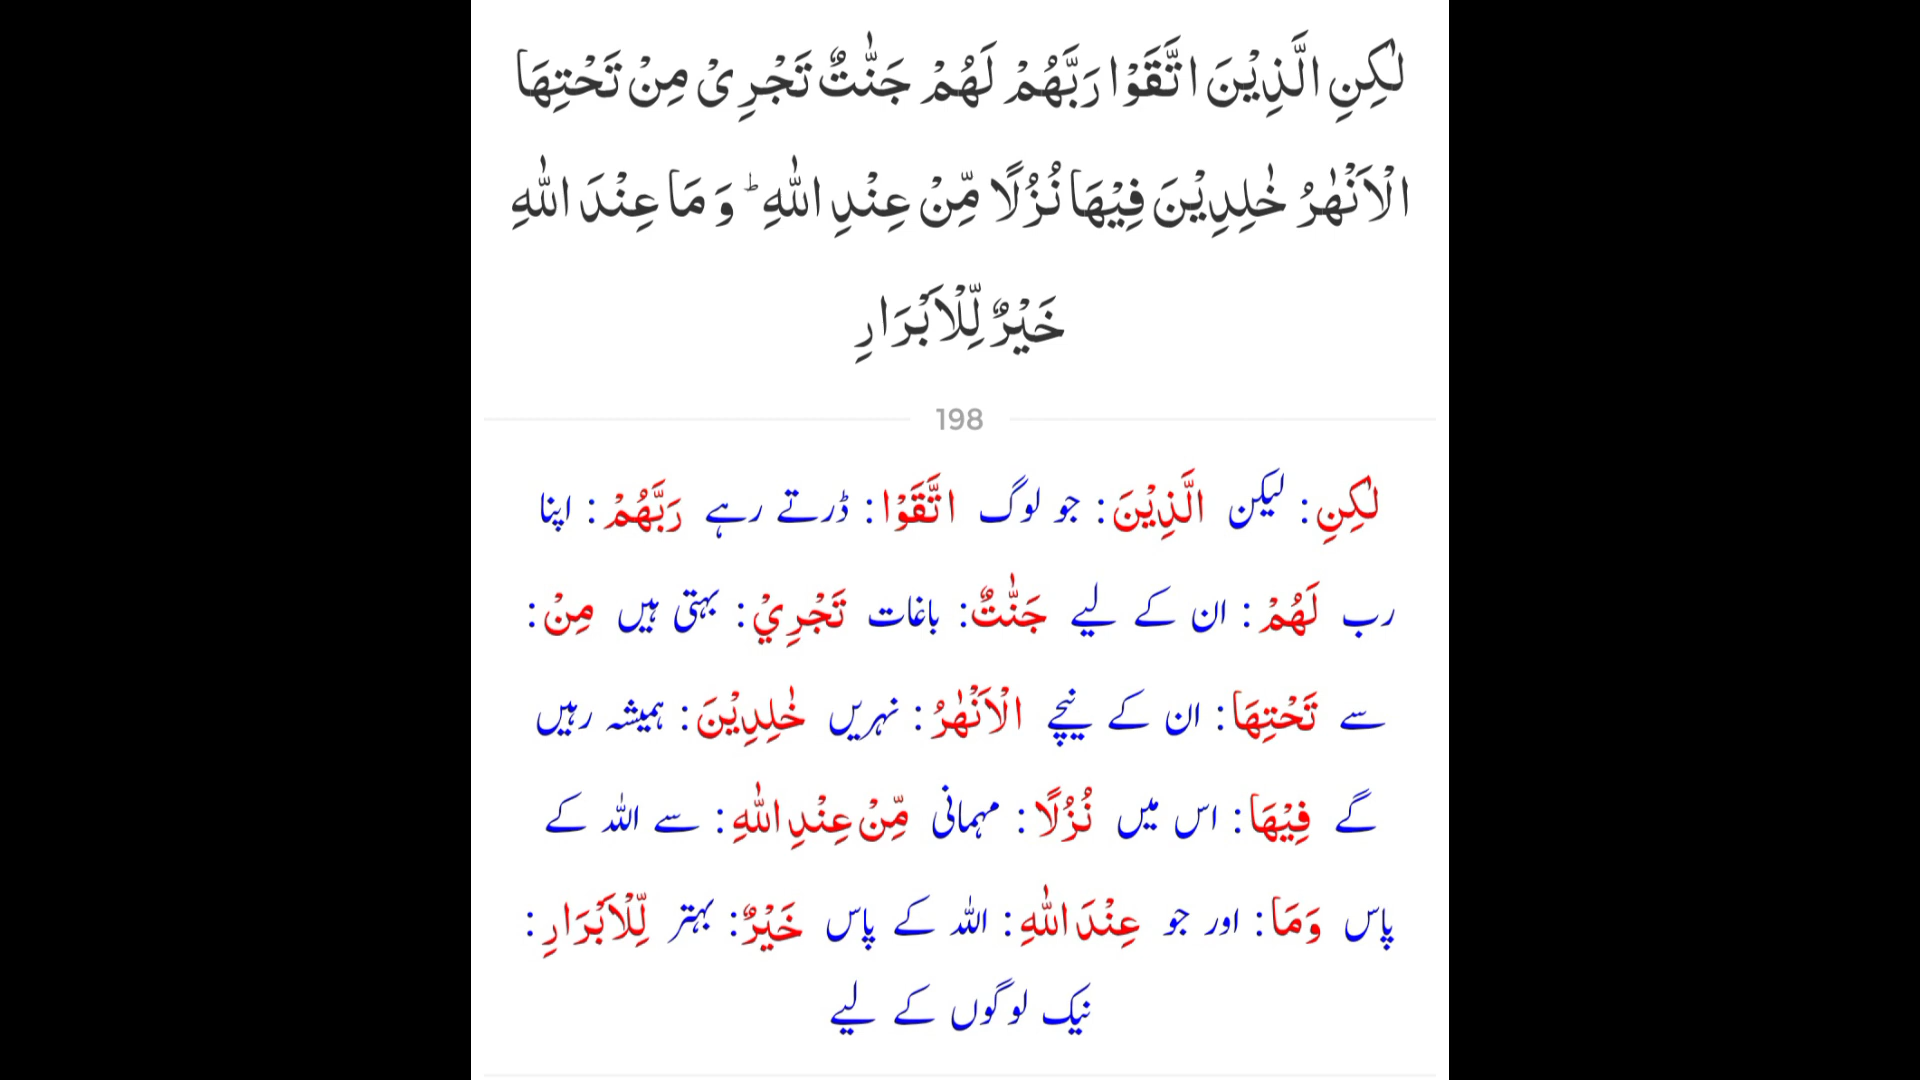 لٰكِنِ الَّذِیْنَ اتَّقَوْا رَبَّهُمْ لَهُمْ جَنّٰتٌ تَجْرِیْ مِنْ تَحْتِهَا
الْاَنْهٰرُ خٰلِدِیْنَ فِیْهَا نُزُلًا مِّنْ عِنْدِ اللّٰهِؕ وَ مَا عِنْدَ اللّٰهِ
خَیْرٌ لِّلْاَبْرَارِ
198
لٰكِنِ: لیکن الَّذِيْنَ: جو لوگ اتَّقَوْا: ڈرتے رہے رَبَّھُمْ: اپنا
رب لَھُمْ: ان کے لیے جَنّٰتٌ: باغات تَجْرِيْ: بہتی ہیں مِنْ:
سے تَحْتِھَا: ان کے نیچے الْاَنْھٰرُ: نہریں خٰلِدِيْنَ: ہمیشہ رہیں
گے فِيْھَا: اس میں نُزُلًا: مہمانی مِّنْ عِنْدِ اللّٰهِ: سے اللہ کے
پاس وَمَا: اور جو عِنْدَ اللّٰهِ: اللہ کے پاس خَيْرٌ: بہتر لِّلْاَبْرَارِ:
نیک لوگوں کے لیے